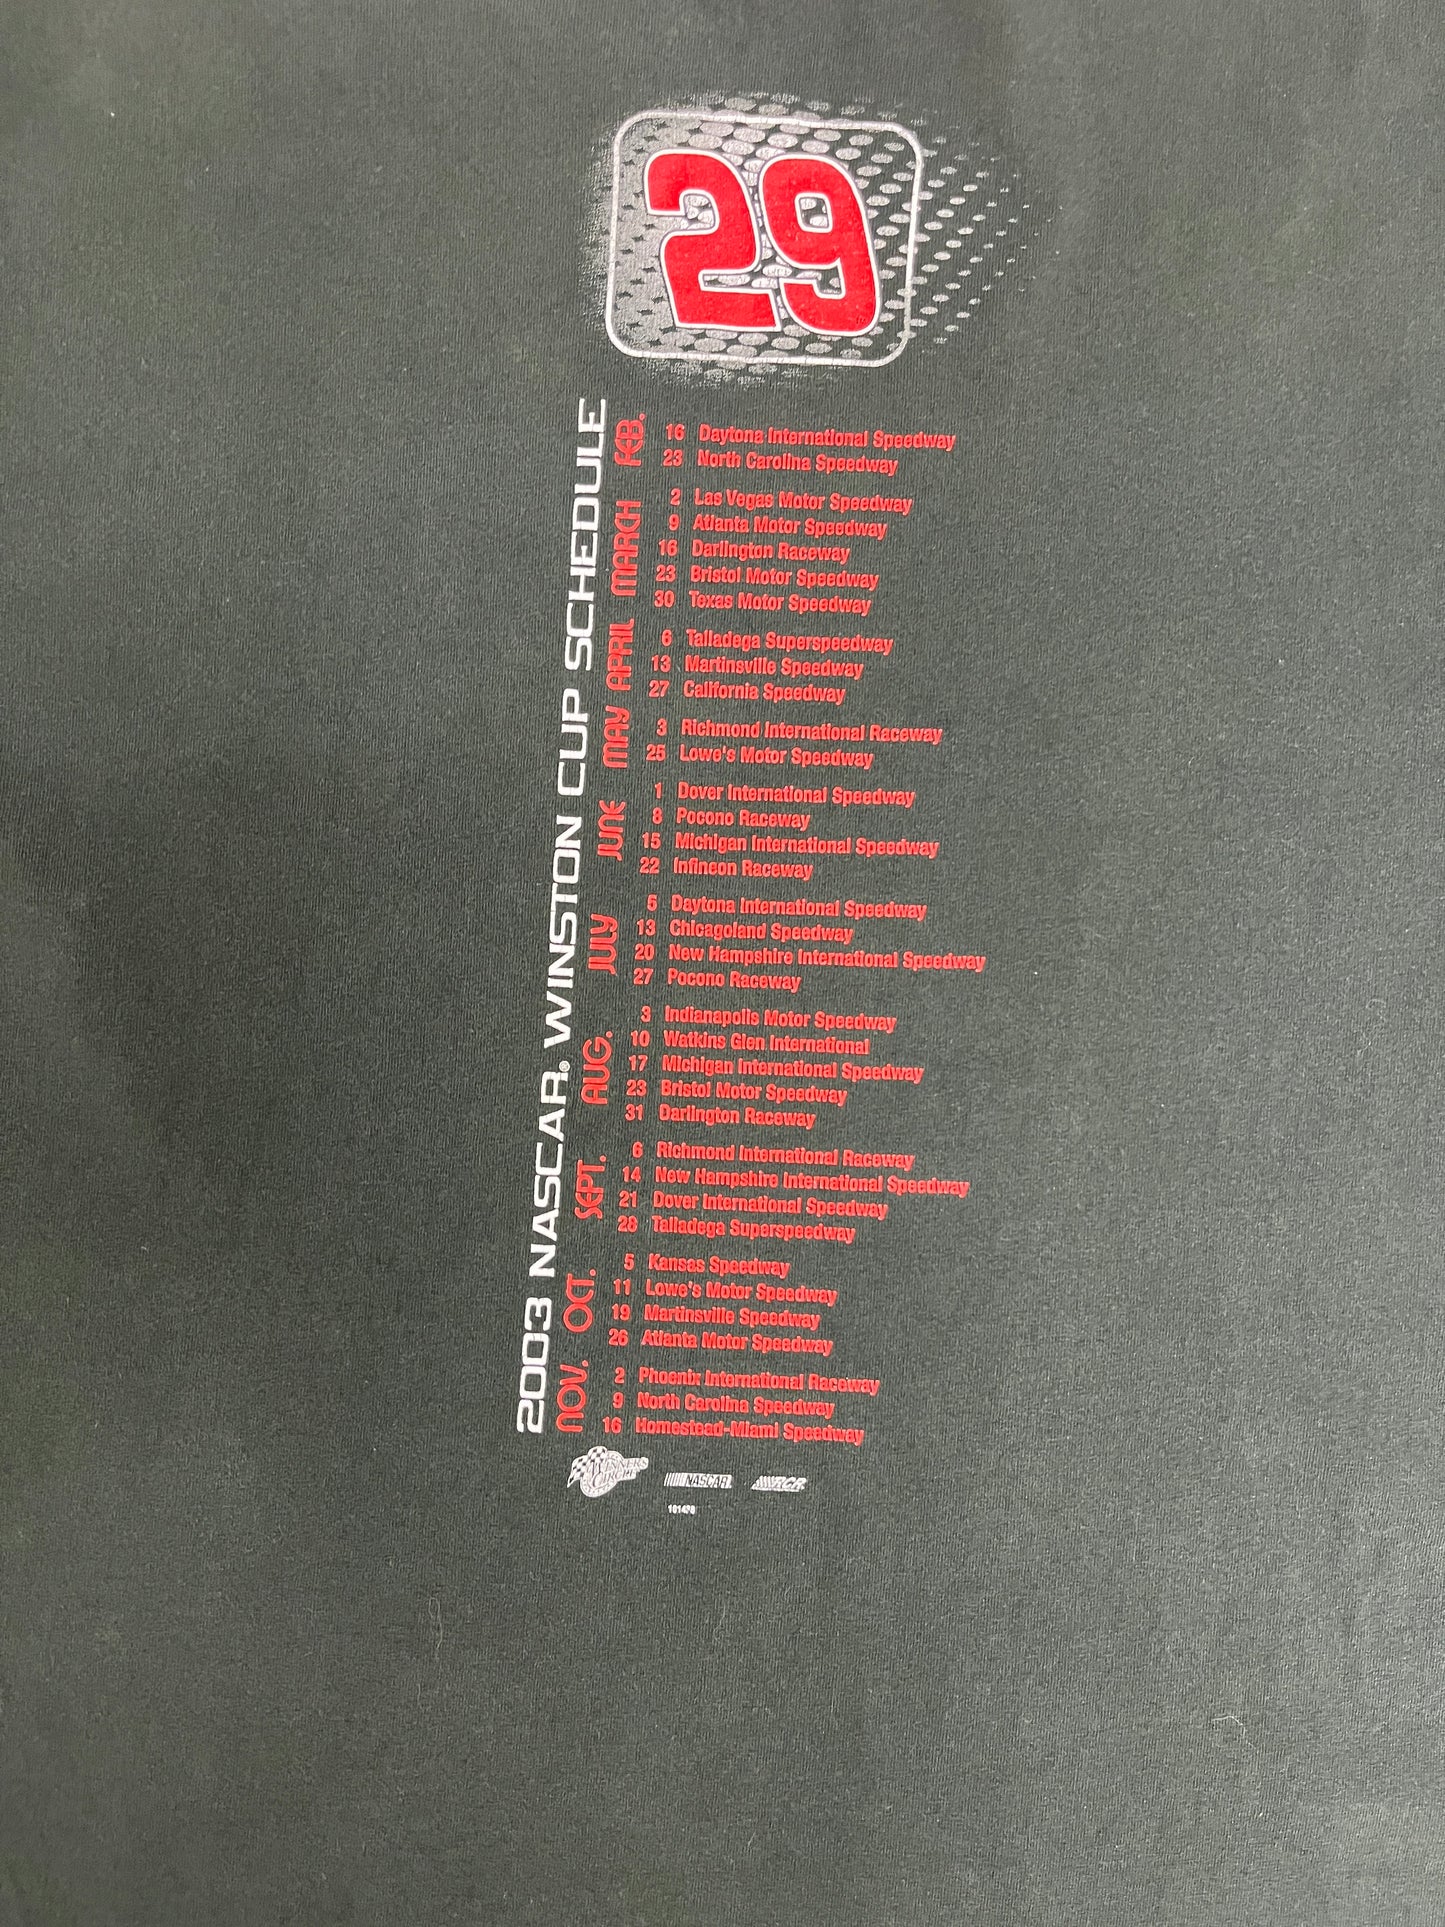 29
2003 NASCAR® WINSTON CUP SCHEDULE
FEB.
16 Daytona International Speedway
23 North Carolina Speedway
MARCH
2 Las Vegas Motor Speedway
9 Atlanta Motor Speedway
16 Darlington Raceway
23 Bristol Motor Speedway
30 Texas Motor Speedway
APRIL
6 Talladega Superspeedway
13 Martinsville Speedway
27 California Speedway
MAY
3 Richmond International Raceway
25 Lowe's Motor Speedway
JUNE
1 Dover International Speedway
8 Pocono Raceway
15 Michigan International Speedway
22 Infineon Raceway
JULY
5 Daytona International Speedway
13 Chicagoland Speedway
20 New Hampshire International Speedway
27 Pocono Raceway
AUG.
3 Indianapolis Motor Speedway
10 Watkins Glen International
17 Michigan International Speedway
23 Bristol Motor Speedway
31 Darlington Raceway
SEPT.
6 Richmond International Raceway
14 New Hampshire International Speedway
21 Dover International Speedway
28 Talladega Superspeedway
OCT.
5 Kansas Speedway
11 Lowe's Motor Speedway
19 Martinsville Speedway
26 Atlanta Motor Speedway
NOV.
2 Phoenix International Raceway
9 North Carolina Speedway
16 Homestead-Miami Speedway
WINNERS
CIRCLE
NASCAR
RCR